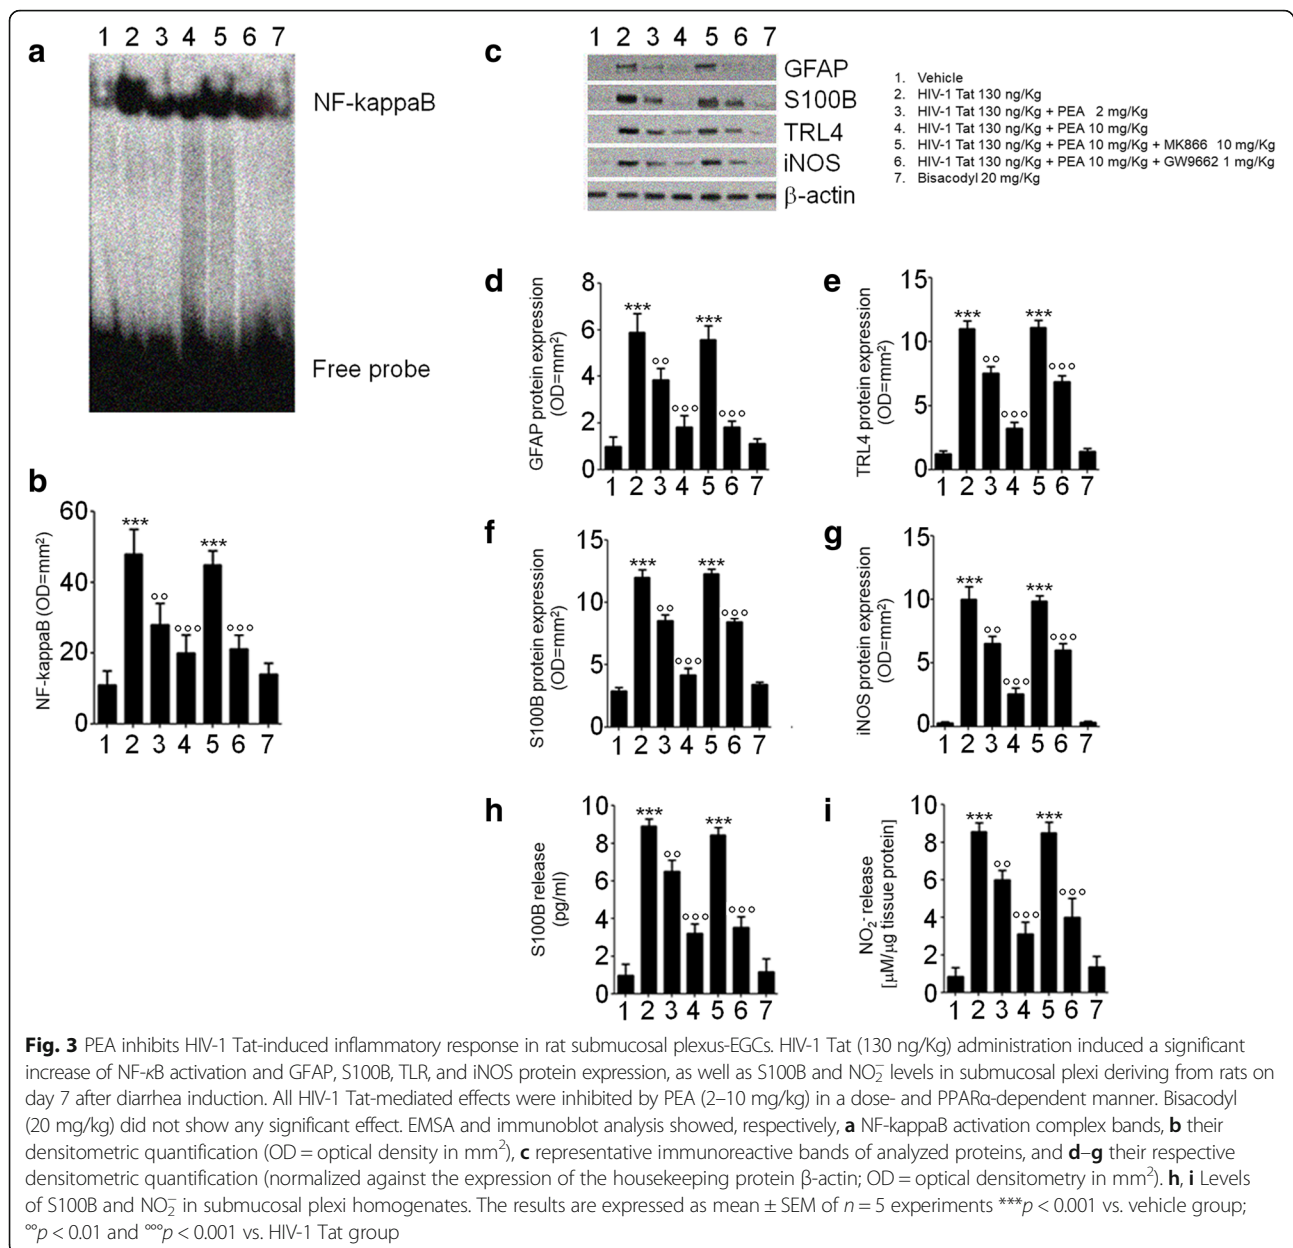 a
1 2 3 4 5 6 7
NF-kappaB
Free probe
b
NF-kappaB (OD=mm²)
60
40
20
0
***
°°
°°°
***
°°°
1 2 3 4 5 6 7
c
1 2 3 4 5 6 7
GFAP
S100B
TRL4
iNOS
β-actin
1. Vehicle
2. HIV-1 Tat 130 ng/Kg
3. HIV-1 Tat 130 ng/Kg + PEA 2 mg/Kg
4. HIV-1 Tat 130 ng/Kg + PEA 10 mg/Kg
5. HIV-1 Tat 130 ng/Kg + PEA 10 mg/Kg + MK866 10 mg/Kg
6. HIV-1 Tat 130 ng/Kg + PEA 10 mg/Kg + GW9662 1 mg/Kg
7. Bisacodyl 20 mg/Kg
d
GFAP protein expression
(OD=mm²)
8
6
4
2
0
***
°°
°°°
***
°°°
1 2 3 4 5 6 7
e
TRL4 protein expression
(OD=mm²)
15
10
5
0
***
°°
°°°
***
°°°
1 2 3 4 5 6 7
f
S100B protein expression
(OD=mm²)
15
10
5
0
***
°°
°°°
***
°°°
1 2 3 4 5 6 7
g
iNOS protein expression
(OD=mm²)
15
10
5
0
***
°°
°°°
***
°°°
1 2 3 4 5 6 7
h
S100B release
(pg/ml)
10
8
6
4
2
0
***
°°
°°°
***
°°°
1 2 3 4 5 6 7
i
NO₂⁻ release
[µM/µg tissue protein]
10
8
6
4
2
0
***
°°
°°°
***
°°°
1 2 3 4 5 6 7
Fig. 3 PEA inhibits HIV-1 Tat-induced inflammatory response in rat submucosal plexus-EGCs. HIV-1 Tat (130 ng/Kg) administration induced a significant
increase of NF-κB activation and GFAP, S100B, TLR, and iNOS protein expression, as well as S100B and NO₂⁻ levels in submucosal plexi deriving from rats on
day 7 after diarrhea induction. All HIV-1 Tat-mediated effects were inhibited by PEA (2–10 mg/kg) in a dose- and PPARα-dependent manner. Bisacodyl
(20 mg/kg) did not show any significant effect. EMSA and immunoblot analysis showed, respectively, a NF-kappaB activation complex bands, b their
densitometric quantification (OD = optical density in mm²), c representative immunoreactive bands of analyzed proteins, and d–g their respective
densitometric quantification (normalized against the expression of the housekeeping protein β-actin; OD = optical densitometry in mm²). h, i Levels
of S100B and NO₂⁻ in submucosal plexi homogenates. The results are expressed as mean ± SEM of n = 5 experiments ***p < 0.001 vs. vehicle group;
°°p < 0.01 and °°°p < 0.001 vs. HIV-1 Tat group